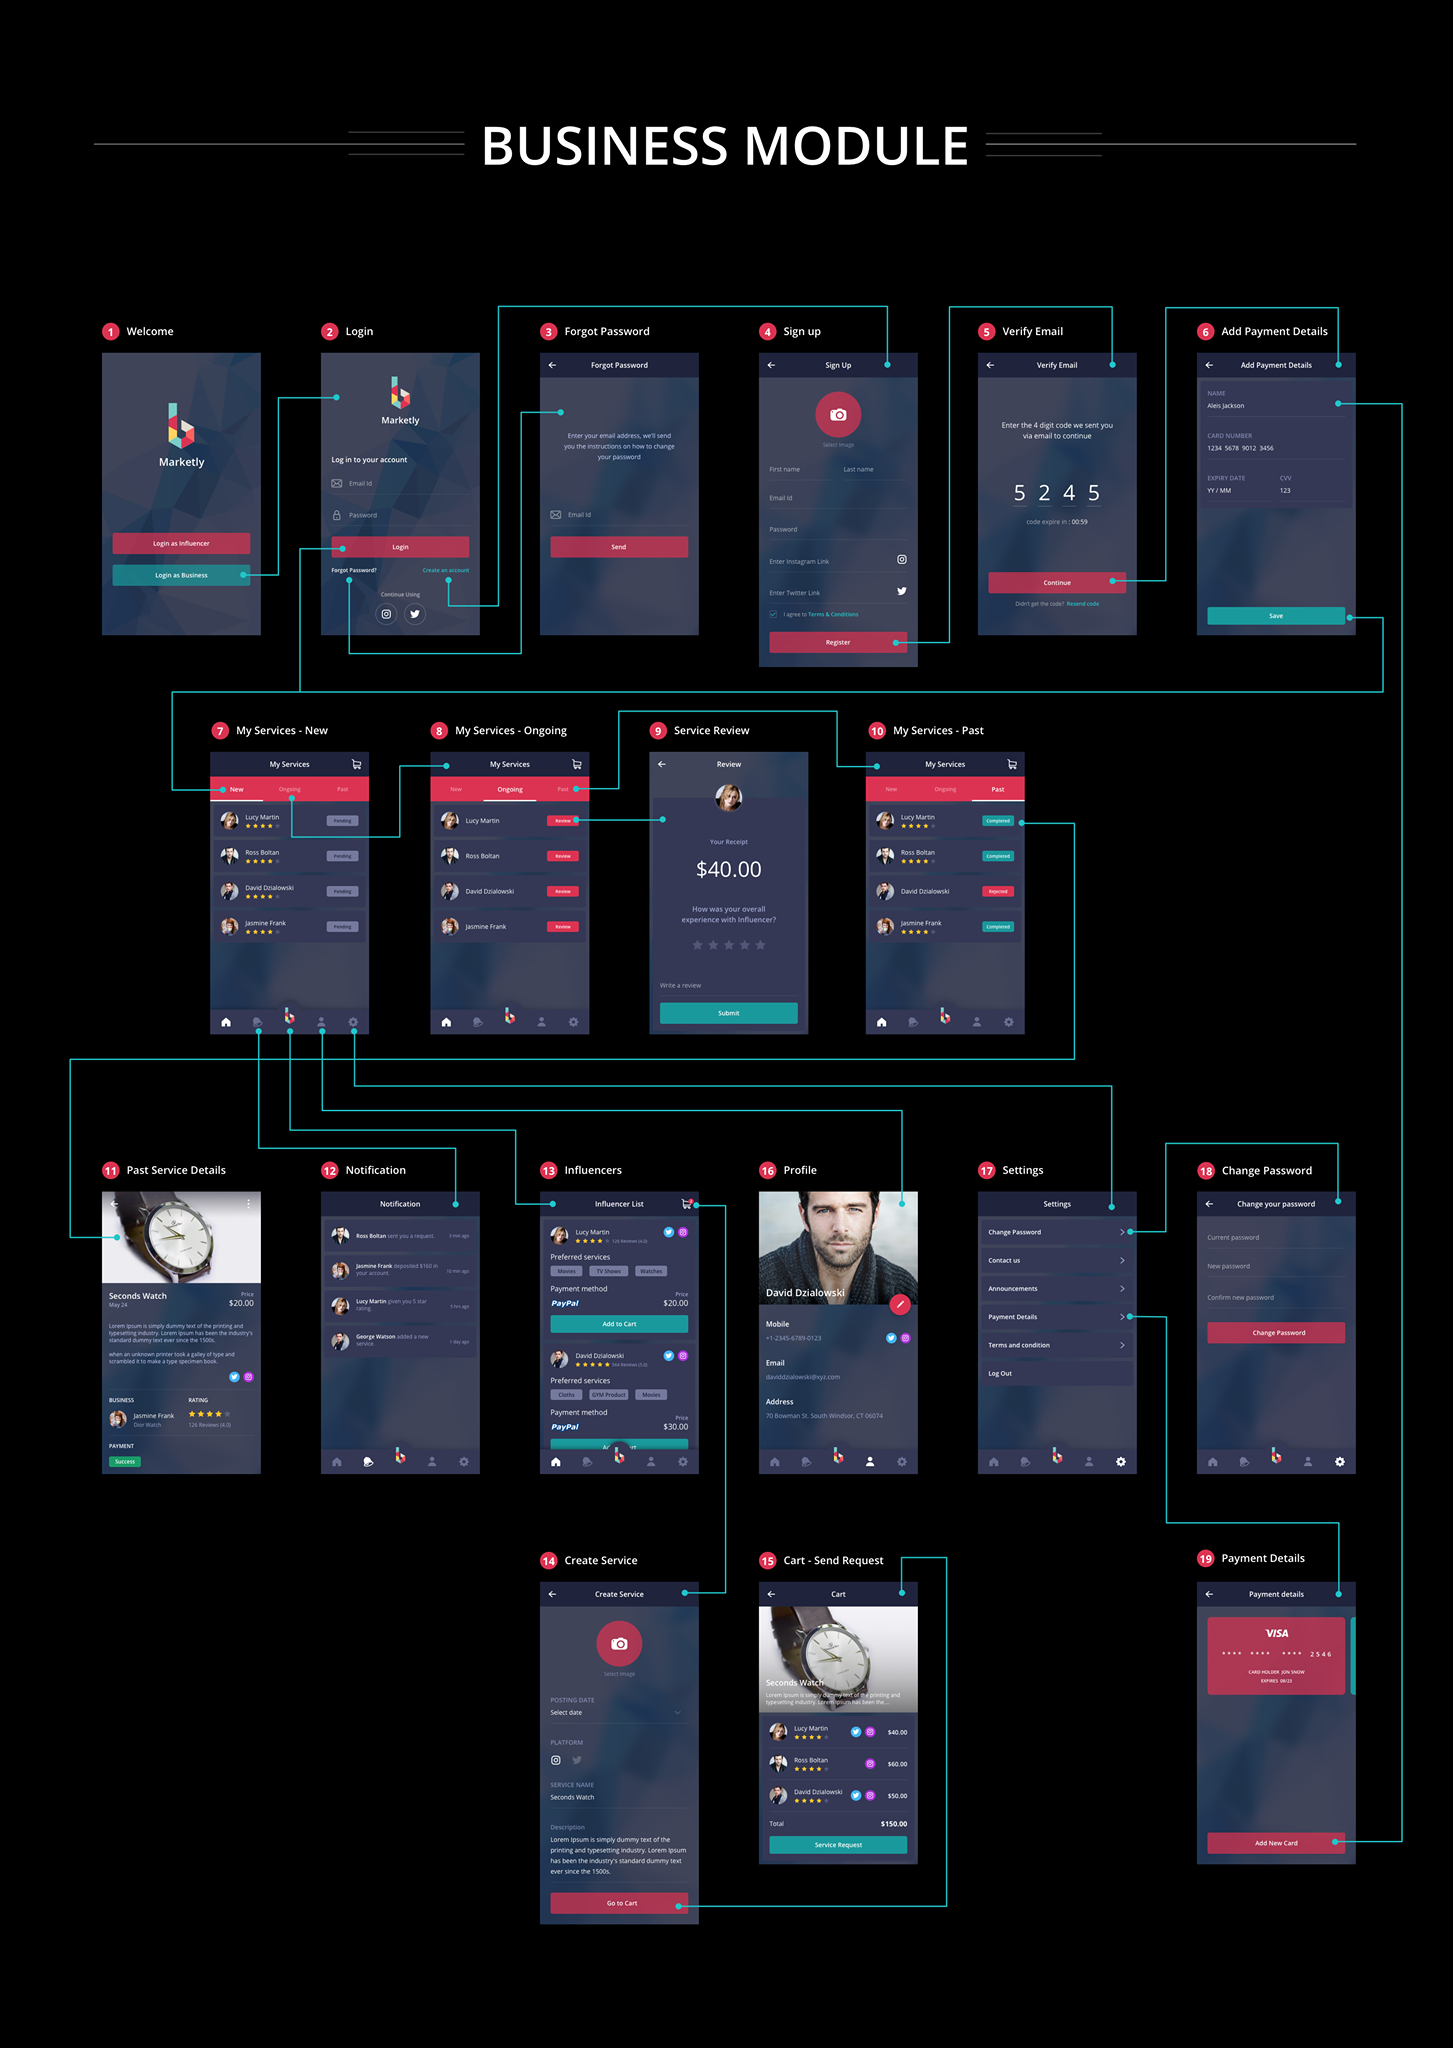 BUSINESS MODULE
1 Welcome
Marketly
Login as Influencer
Login as Business
2 Login
Marketly
Log in to your account
Email Id
Password
Login
Forgot Password?
Create an account
Continue Using
3 Forgot Password
Forgot Password
Enter your email address, we'll send
you the instructions on how to change
your password
Email Id
Send
4 Sign up
Sign Up
Select Image
First name
Last name
Email Id
Password
Enter Instagram Link
Enter Twitter Link
I agree to Terms & Conditions
Register
5 Verify Email
Verify Email
Enter the 4 digit code we sent you
via email to continue
5 2 4 5
code expire in : 00:59
Continue
Didn't get the code? Resend code
6 Add Payment Details
Add Payment Details
NAME
Aleis Jackson
CARD NUMBER
1234 5678 9012 3456
EXPIRY DATE
CVV
YY / MM
123
Save
7 My Services - New
My Services
New
Ongoing
Past
Lucy Martin
Pending
Ross Boltan
Pending
David Dzialowski
Pending
Jasmine Frank
Pending
8 My Services - Ongoing
My Services
New
Ongoing
Past
Lucy Martin
Review
Ross Boltan
Review
David Dzialowski
Review
Jasmine Frank
Review
9 Service Review
Review
Your Receipt
$40.00
How was your overall
experience with Influencer?
Write a review
Submit
10 My Services - Past
My Services
New
Ongoing
Past
Lucy Martin
Completed
Ross Boltan
Completed
David Dzialowski
Rejected
Jasmine Frank
Completed
11 Past Service Details
Seconds Watch
May 24
Price
$20.00
Lorem Ipsum is simply dummy text of the printing and
typesetting industry. Lorem Ipsum has been the industry's
standard dummy text ever since the 1500s.
when an unknown printer took a galley of type and
scrambled it to make a type specimen book.
BUSINESS
RATING
Jasmine Frank
Dior Watch
126 Reviews (4.0)
PAYMENT
Success
12 Notification
Notification
Ross Boltan sent you a request.
3 min ago
Jasmine Frank deposited $160 in
your account.
10 min ago
Lucy Martin given you 5 star
rating.
5 hrs ago
George Watson added a new
service.
1 day ago
13 Influencers
Influencer List
Lucy Martin
126 Reviews (4.0)
Preferred services
Movies
TV Shows
Watches
Payment method
PayPal
Price
$20.00
Add to Cart
David Dzialowski
564 Reviews (5.0)
Preferred services
Cloths
GYM Product
Movies
Payment method
PayPal
Price
$30.00
16 Profile
David Dzialowski
Mobile
+1-2345-6789-0123
Email
daviddzialowski@xyz.com
Address
70 Bowman St. South Windsor, CT 06074
17 Settings
Settings
Change Password
Contact us
Announcements
Payment Details
Terms and condition
Log Out
18 Change Password
Change your password
Current password
New password
Confirm new password
Change Password
14 Create Service
Create Service
Select Image
POSTING DATE
Select date
PLATFORM
SERVICE NAME
Seconds Watch
Description
Lorem Ipsum is simply dummy text of the
printing and typesetting industry. Lorem Ipsum
has been the industry's standard dummy text
ever since the 1500s.
Go to Cart
15 Cart - Send Request
Cart
Seconds Watch
Lorem Ipsum is simply dummy text of the printing and
typesetting industry. Lorem Ipsum has been the...
Lucy Martin
$40.00
Ross Boltan
$60.00
David Dzialowski
$50.00
Total
$150.00
Service Request
19 Payment Details
Payment details
VISA
**** **** **** 2546
CARD HOLDER JON SNOW
EXPIRES 08/23
Add New Card